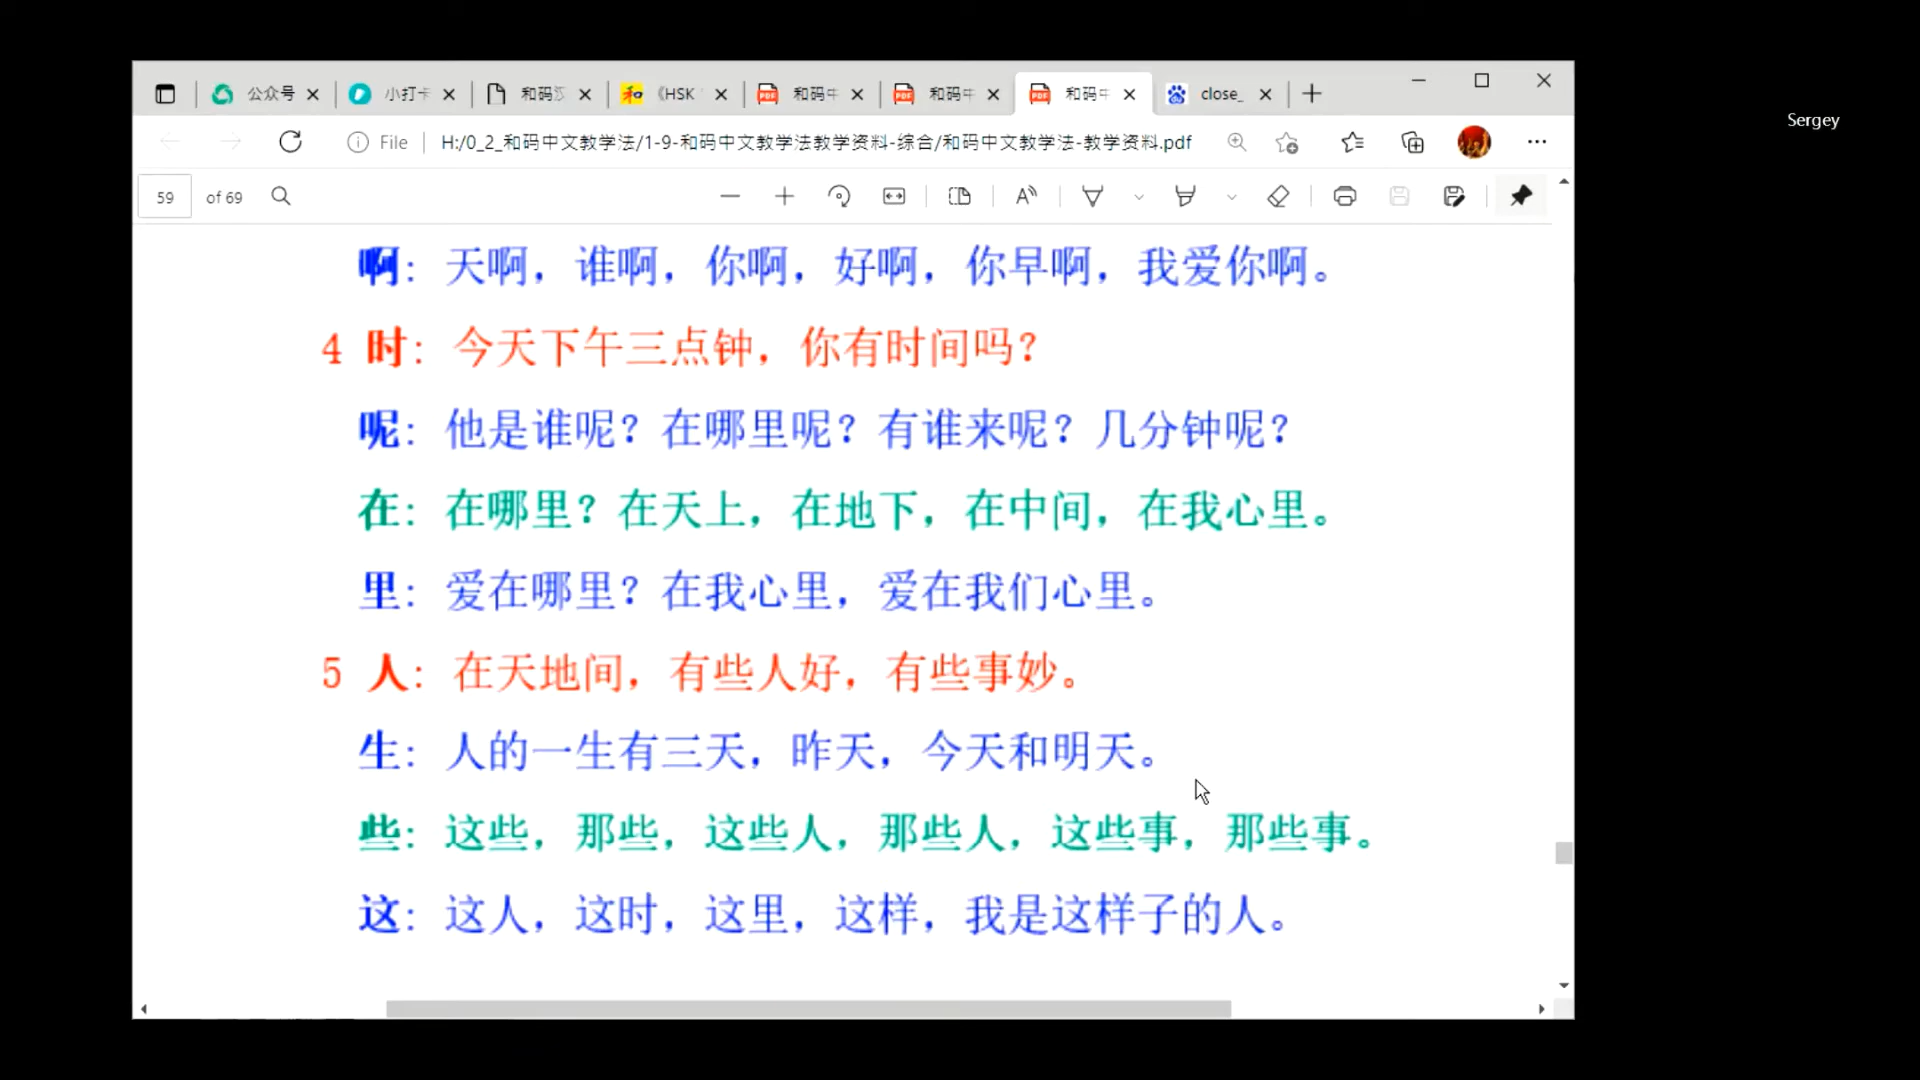 公众号
小打卡
和码汉
《HSK
和码中
和码中
和码中
close_
File
H:/0_2_和码中文教学法/1-9-和码中文教学法教学资料-综合/和码中文教学法-教学资料.pdf
Sergey
59 of 69
啊: 天啊，谁啊，你啊，好啊，你早啊，我爱你啊。
4 时: 今天下午三点钟，你有时间吗？
呢: 他是谁呢？在哪里呢？有谁来呢？几分钟呢？
在: 在哪里？在天上，在地下，在中间，在我心里。
里: 爱在哪里？在我心里，爱在我们心里。
5 人: 在天地间，有些人好，有些事妙。
生: 人的一生有三天，昨天，今天和明天。
些: 这些，那些，这些人，那些人，这些事，那些事。
这: 这人，这时，这里，这样，我是这样子的人。